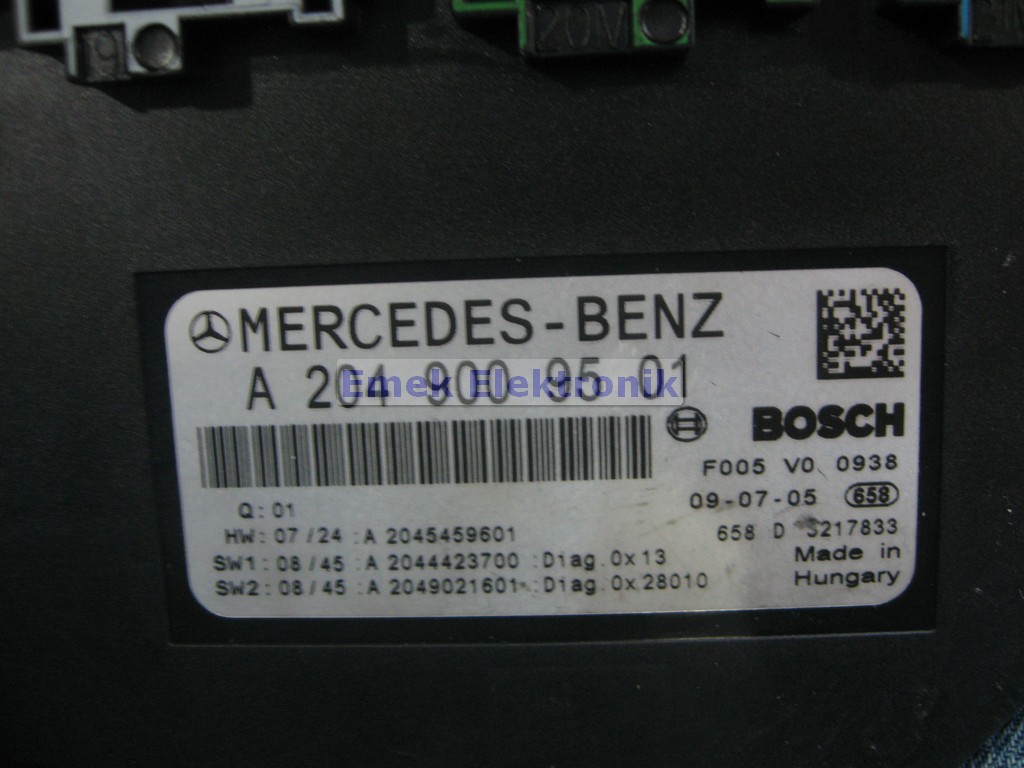 19
20V
MERCEDES-BENZ
A 204 900 95 01
Emek Elektronik
BOSCH
F005 V0 0938
Q: 01
09-07-05 658
HW: 07/24 :A 2045459601
658 D 3217833
SW1: 08/45 :A 2044423700 :Diag.0x13
Made in
SW2: 08/45 :A 2049021601 :Diag.0x28010
Hungary